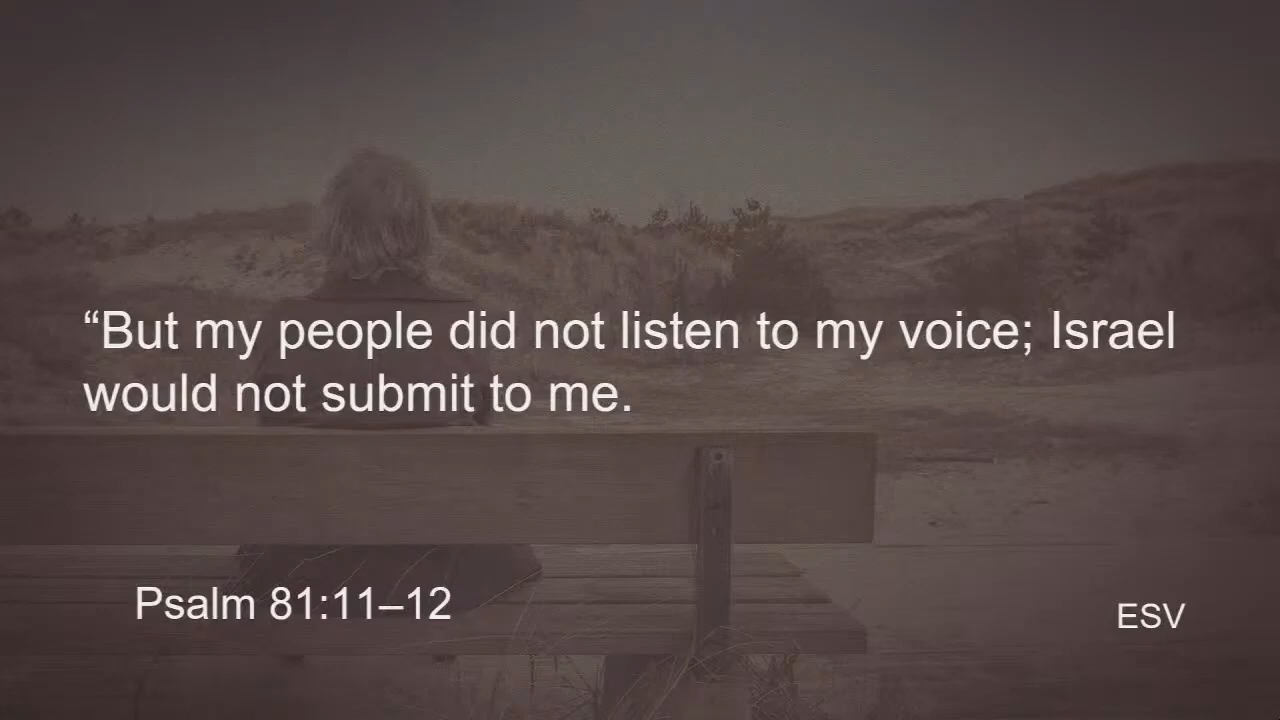 “But my people did not listen to my voice; Israel
would not submit to me.
Psalm 81:11–12
ESV